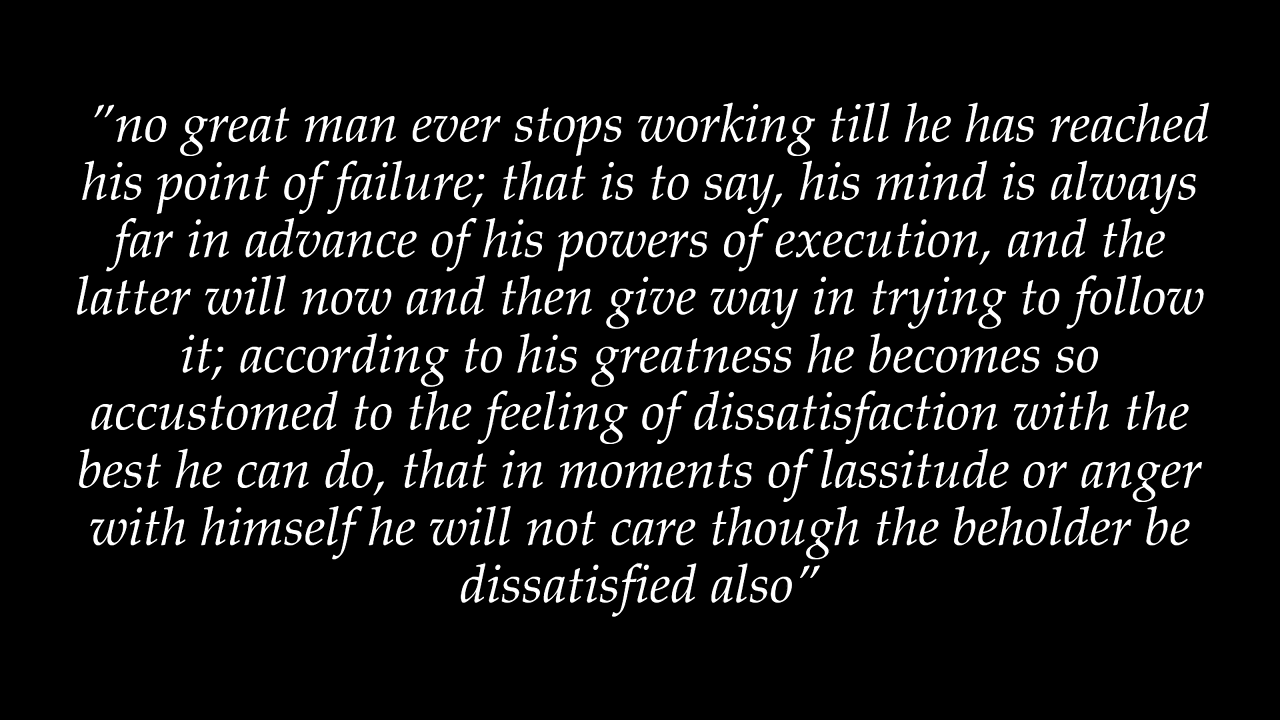 ”no great man ever stops working till he has reached
his point of failure; that is to say, his mind is always
far in advance of his powers of execution, and the
latter will now and then give way in trying to follow
it; according to his greatness he becomes so
accustomed to the feeling of dissatisfaction with the
best he can do, that in moments of lassitude or anger
with himself he will not care though the beholder be
dissatisfied also”